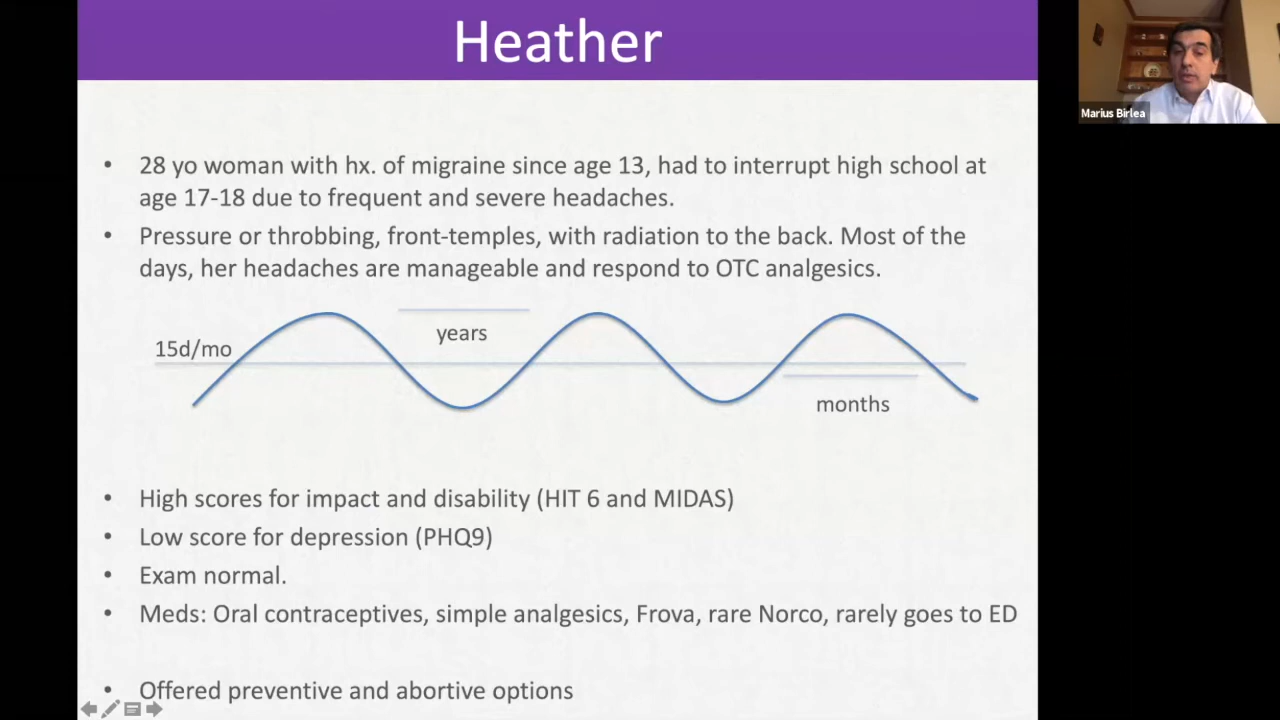 Heather
Marius Birlea
• 28 yo woman with hx. of migraine since age 13, had to interrupt high school at
age 17-18 due to frequent and severe headaches.
• Pressure or throbbing, front-temples, with radiation to the back. Most of the
days, her headaches are manageable and respond to OTC analgesics.
years
15d/mo
months
• High scores for impact and disability (HIT 6 and MIDAS)
• Low score for depression (PHQ9)
• Exam normal.
• Meds: Oral contraceptives, simple analgesics, Frova, rare Norco, rarely goes to ED
• Offered preventive and abortive options